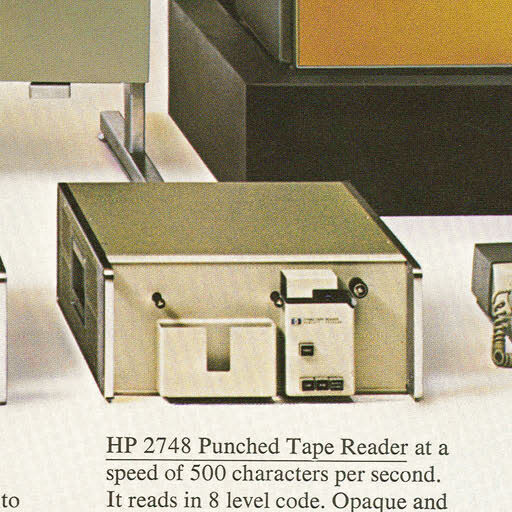 HP 2748 Punched Tape Reader at a
speed of 500 characters per second.
to
It reads in 8 level code. Opaque and